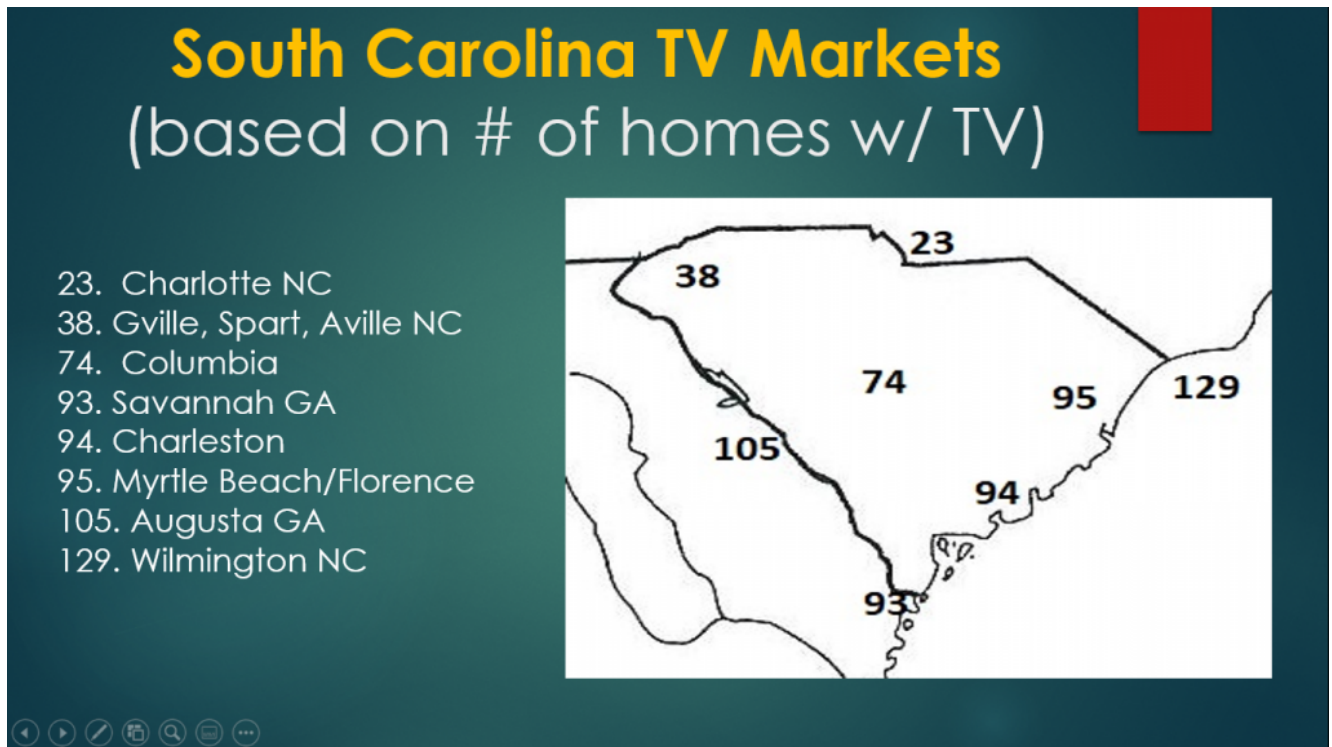 South Carolina TV Markets
(based on # of homes w/ TV)
23. Charlotte NC
38. Gville, Spart, Aville NC
74. Columbia
93. Savannah GA
94. Charleston
95. Myrtle Beach/Florence
105. Augusta GA
129. Wilmington NC
23
38
74
95
129
105
94
93